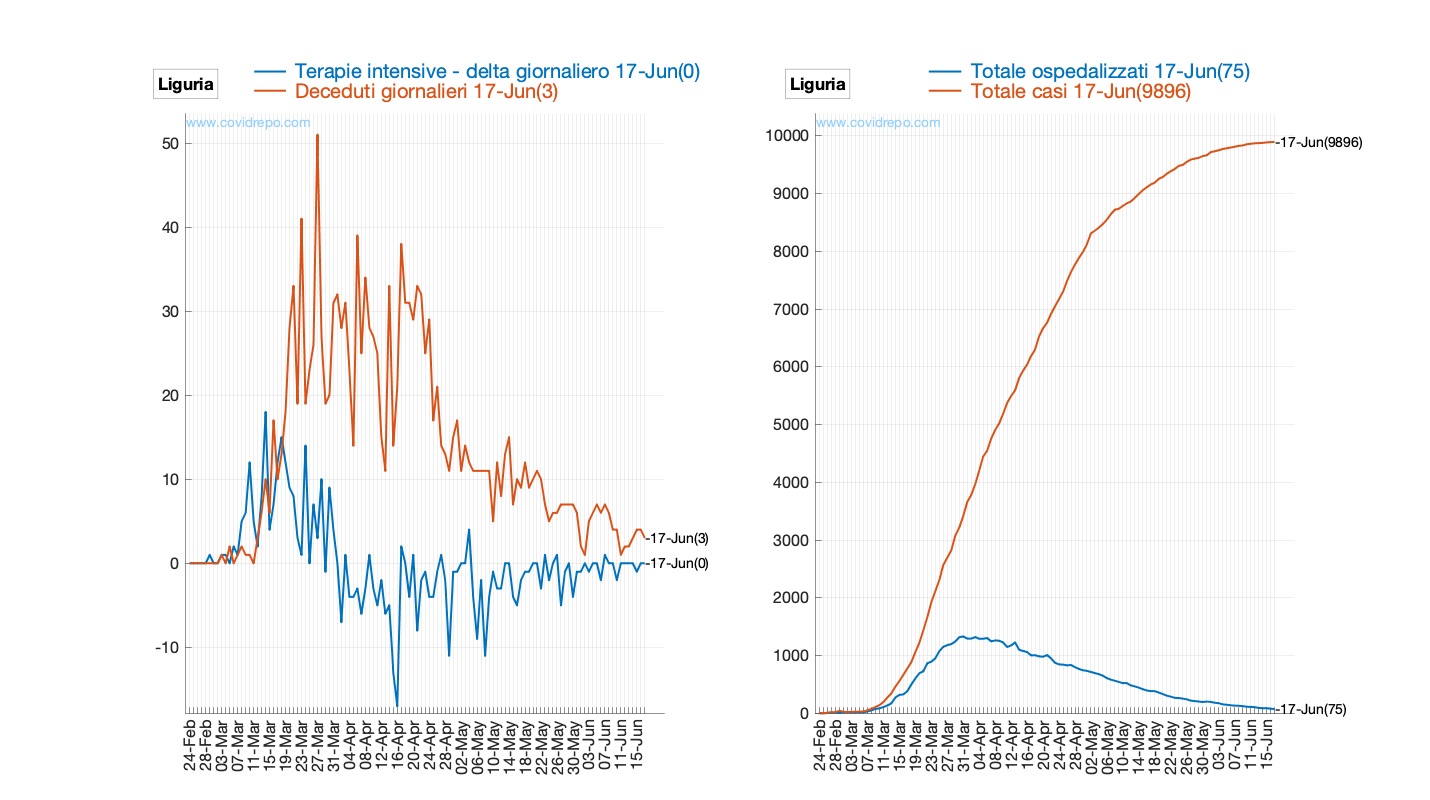 Liguria
Terapie intensive - delta giornaliero 17-Jun(0)
Deceduti giornalieri 17-Jun(3)
www.covidrepo.com
50
40
30
20
10
0
-10
-17-Jun(3)
-17-Jun(0)
24-Feb
28-Feb
03-Mar
07-Mar
11-Mar
15-Mar
19-Mar
23-Mar
27-Mar
31-Mar
04-Apr
08-Apr
12-Apr
16-Apr
20-Apr
24-Apr
28-Apr
02-May
06-May
10-May
14-May
18-May
22-May
26-May
30-May
03-Jun
07-Jun
11-Jun
15-Jun
Liguria
Totale ospedalizzati 17-Jun(75)
Totale casi 17-Jun(9896)
www.covidrepo.com
10000
9000
8000
7000
6000
5000
4000
3000
2000
1000
0
-17-Jun(9896)
-17-Jun(75)
24-Feb
28-Feb
03-Mar
07-Mar
11-Mar
15-Mar
19-Mar
23-Mar
27-Mar
31-Mar
04-Apr
08-Apr
12-Apr
16-Apr
20-Apr
24-Apr
28-Apr
02-May
06-May
10-May
14-May
18-May
22-May
26-May
30-May
03-Jun
07-Jun
11-Jun
15-Jun